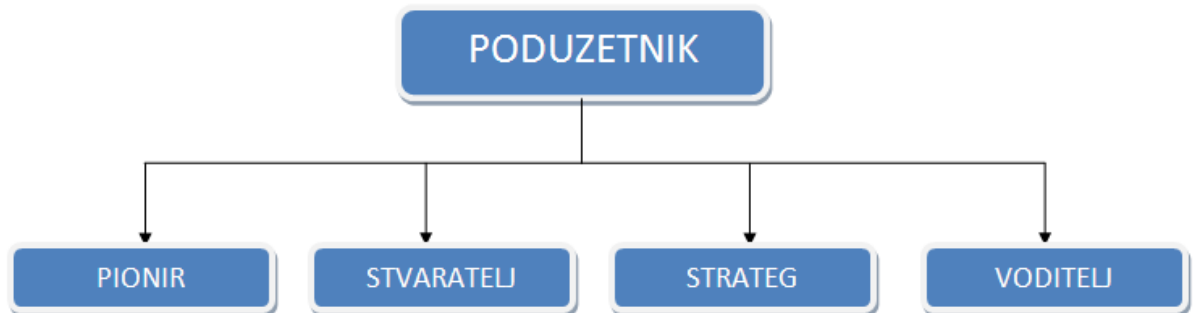 PODUZETNIK
PIONIR
STVARATELJ
STRATEG
VODITELJ